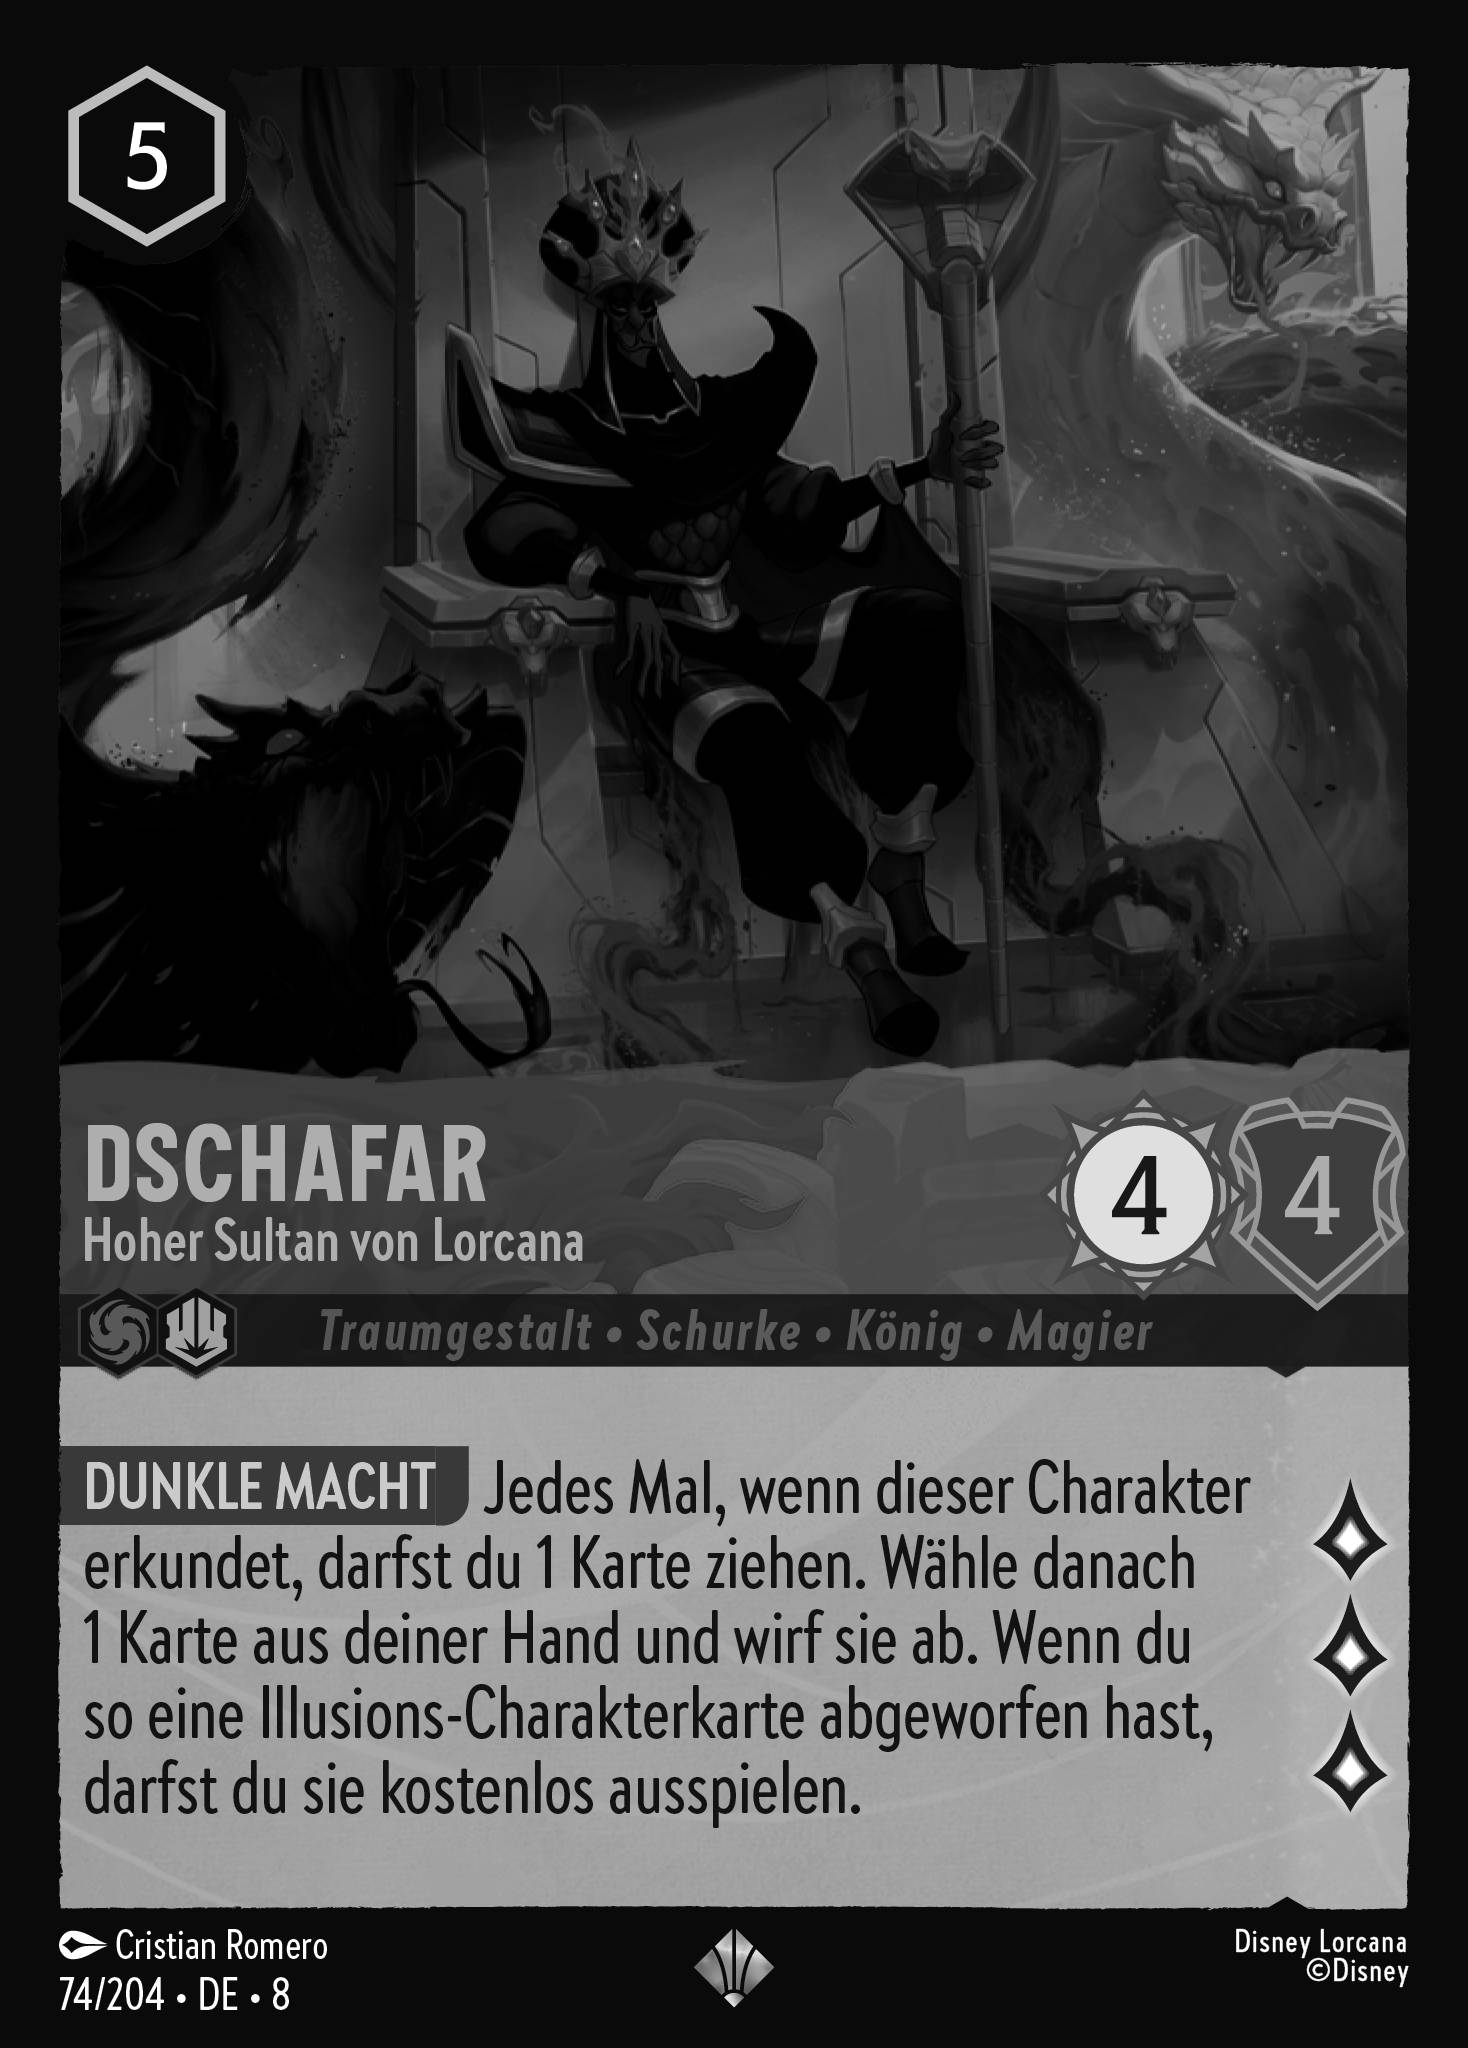 5
DSCHAFAR
Hoher Sultan von Lorcana
4
4
Traumgestalt • Schurke • König • Magier
DUNKLE MACHT Jedes Mal, wenn dieser Charakter
erkundet, darfst du 1 Karte ziehen. Wähle danach
1 Karte aus deiner Hand und wirf sie ab. Wenn du
so eine Illusions-Charakterkarte abgeworfen hast,
darfst du sie kostenlos ausspielen.
Cristian Romero
74/204 • DE • 8
Disney Lorcana
©Disney